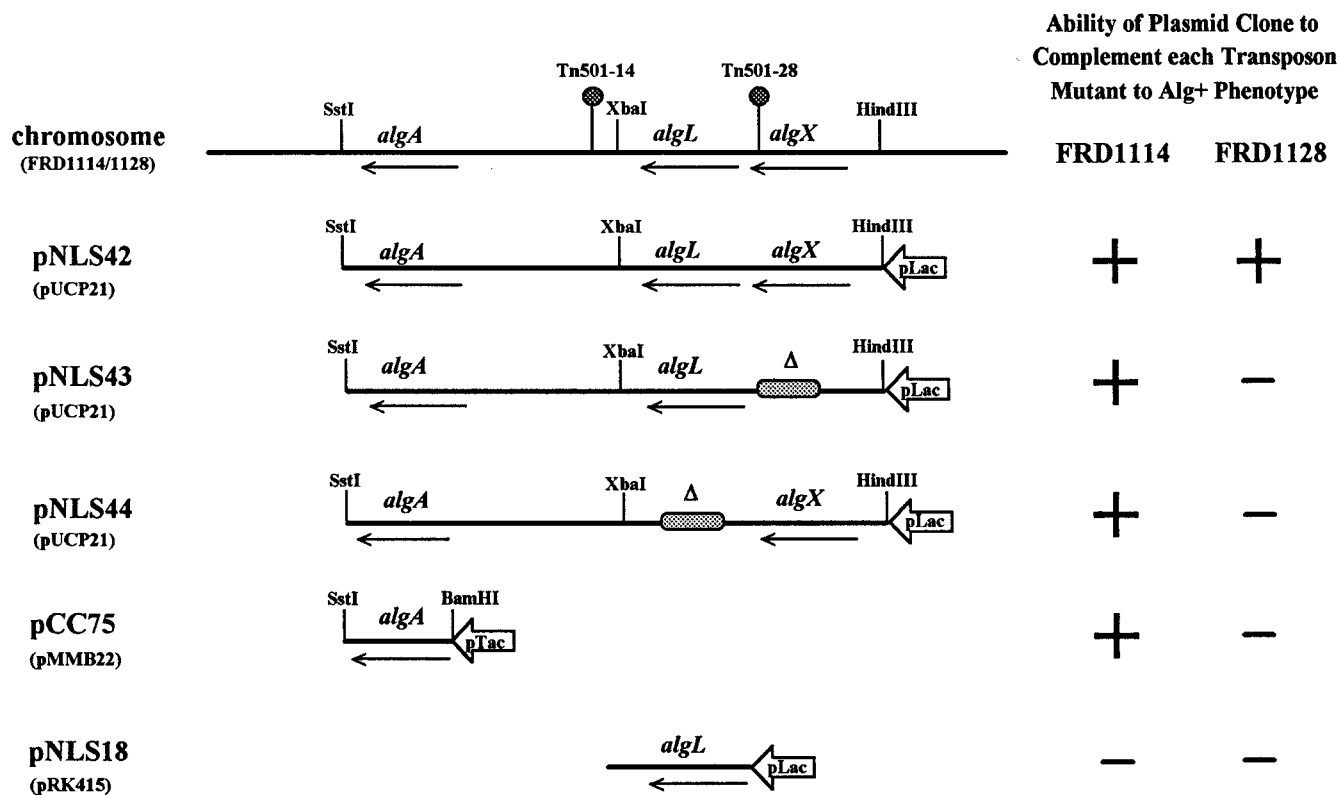 Ability of Plasmid Clone to
Complement each Transposon
Mutant to Alg+ Phenotype
FRD1114 FRD1128
Tn501-14 Tn501-28
SstI XbaI HindIII
chromosome algA algL algX
(FRD1114/1128)
SstI XbaI HindIII
pNLS42 algA algL algX pLac + +
(pUCP21)
SstI XbaI Δ HindIII
pNLS43 algA algL pLac + −
(pUCP21)
SstI XbaI Δ HindIII
pNLS44 algA algX pLac + −
(pUCP21)
SstI BamHI
pCC75 algA pTac + −
(pMMB22)
pNLS18 algL pLac − −
(pRK415)